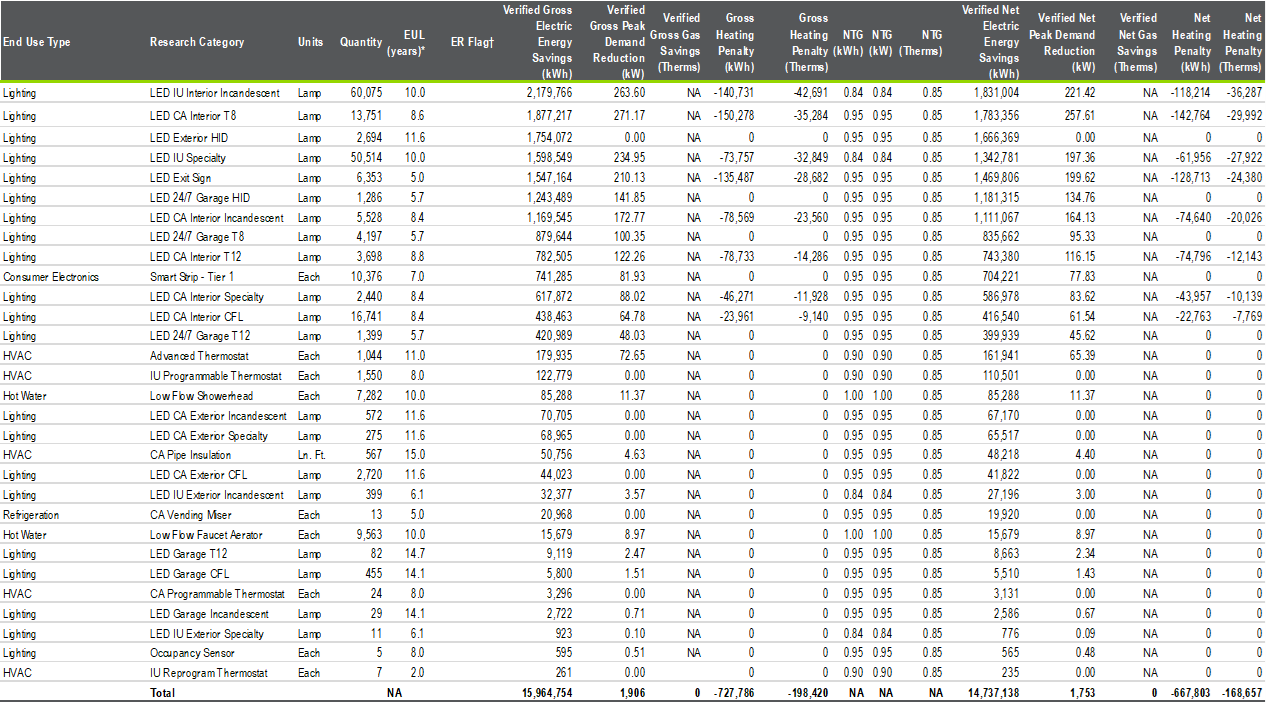 End Use Type
Research Category
Units
Quantity
EUL
(years)*
ER Flag†
Verified Gross
Electric
Energy
Savings
(kWh)
Verified
Gross Peak
Demand
Reduction
(kW)
Verified
Gross Gas
Savings
(Therms)
Gross
Heating
Penalty
(kWh)
Gross
Heating
Penalty
(Therms)
NTG
(kWh)
NTG
(kW)
NTG
(Therms)
Verified Net
Electric
Energy
Savings
(kWh)
Verified Net
Peak Demand
Reduction
(kW)
Verified
Net Gas
Savings
(Therms)
Net
Heating
Penalty
(kWh)
Net
Heating
Penalty
(Therms)
Lighting LED IU Interior Incandescent Lamp 60,075 10.0 2,179,766 263.60 NA -140,731 -42,691 0.84 0.84 0.85 1,831,004 221.42 NA -118,214 -36,287
Lighting LED CA Interior T8 Lamp 13,751 8.6 1,877,217 271.17 NA -150,278 -35,284 0.95 0.95 0.85 1,783,356 257.61 NA -142,764 -29,992
Lighting LED Exterior HID Lamp 2,694 11.6 1,754,072 0.00 NA 0 0 0.95 0.95 0.85 1,666,369 0.00 NA 0 0
Lighting LED IU Specialty Lamp 50,514 10.0 1,598,549 234.95 NA -73,757 -32,849 0.84 0.84 0.85 1,342,781 197.36 NA -61,956 -27,922
Lighting LED Exit Sign Lamp 6,353 5.0 1,547,164 210.13 NA -135,487 -28,682 0.95 0.95 0.85 1,469,806 199.62 NA -128,713 -24,380
Lighting LED 24/7 Garage HID Lamp 1,286 5.7 1,243,489 141.85 NA 0 0 0.95 0.95 0.85 1,181,315 134.76 NA 0 0
Lighting LED CA Interior Incandescent Lamp 5,528 8.4 1,169,545 172.77 NA -78,569 -23,560 0.95 0.95 0.85 1,111,067 164.13 NA -74,640 -20,026
Lighting LED 24/7 Garage T8 Lamp 4,197 5.7 879,644 100.35 NA 0 0 0.95 0.95 0.85 835,662 95.33 NA 0 0
Lighting LED CA Interior T12 Lamp 3,698 8.8 782,505 122.26 NA -78,733 -14,286 0.95 0.95 0.85 743,380 116.15 NA -74,796 -12,143
Consumer Electronics Smart Strip - Tier 1 Each 10,376 7.0 741,285 81.93 NA 0 0 0.95 0.95 0.85 704,221 77.83 NA 0 0
Lighting LED CA Interior Specialty Lamp 2,440 8.4 617,872 88.02 NA -46,271 -11,928 0.95 0.95 0.85 586,978 83.62 NA -43,957 -10,139
Lighting LED CA Interior CFL Lamp 16,741 8.4 438,463 64.78 NA -23,961 -9,140 0.95 0.95 0.85 416,540 61.54 NA -22,763 -7,769
Lighting LED 24/7 Garage T12 Lamp 1,399 5.7 420,989 48.03 NA 0 0 0.95 0.95 0.85 399,939 45.62 NA 0 0
HVAC Advanced Thermostat Each 1,044 11.0 179,935 72.65 NA 0 0 0.90 0.90 0.85 161,941 65.39 NA 0 0
HVAC IU Programmable Thermostat Each 1,550 8.0 122,779 0.00 NA 0 0 0.90 0.90 0.85 110,501 0.00 NA 0 0
Hot Water Low Flow Showerhead Each 7,282 10.0 85,288 11.37 NA 0 0 1.00 1.00 0.85 85,288 11.37 NA 0 0
Lighting LED CA Exterior Incandescent Lamp 572 11.6 70,705 0.00 NA 0 0 0.95 0.95 0.85 67,170 0.00 NA 0 0
Lighting LED CA Exterior Specialty Lamp 275 11.6 68,965 0.00 NA 0 0 0.95 0.95 0.85 65,517 0.00 NA 0 0
HVAC CA Pipe Insulation Ln. Ft. 567 15.0 50,756 4.63 NA 0 0 0.95 0.95 0.85 48,218 4.40 NA 0 0
Lighting LED CA Exterior CFL Lamp 2,720 11.6 44,023 0.00 NA 0 0 0.95 0.95 0.85 41,822 0.00 NA 0 0
Lighting LED IU Exterior Incandescent Lamp 399 6.1 32,377 3.57 NA 0 0 0.84 0.84 0.85 27,196 3.00 NA 0 0
Refrigeration CA Vending Miser Each 13 5.0 20,968 0.00 NA 0 0 0.95 0.95 0.85 19,920 0.00 NA 0 0
Hot Water Low Flow Faucet Aerator Each 9,563 10.0 15,679 8.97 NA 0 0 1.00 1.00 0.85 15,679 8.97 NA 0 0
Lighting LED Garage T12 Lamp 82 14.7 9,119 2.47 NA 0 0 0.95 0.95 0.85 8,663 2.34 NA 0 0
Lighting LED Garage CFL Lamp 455 14.1 5,800 1.51 NA 0 0 0.95 0.95 0.85 5,510 1.43 NA 0 0
HVAC CA Programmable Thermostat Each 24 8.0 3,296 0.00 NA 0 0 0.95 0.95 0.85 3,131 0.00 NA 0 0
Lighting LED Garage Incandescent Lamp 29 14.1 2,722 0.71 NA 0 0 0.95 0.95 0.85 2,586 0.67 NA 0 0
Lighting LED IU Exterior Specialty Lamp 11 6.1 923 0.10 NA 0 0 0.84 0.84 0.85 776 0.09 NA 0 0
Lighting Occupancy Sensor Each 5 8.0 595 0.51 NA 0 0 0.95 0.95 0.85 565 0.48 NA 0 0
HVAC IU Reprogram Thermostat Each 7 2.0 261 0.00 0 0 0.90 0.90 0.85 235 0.00 NA 0 0
Total NA 15,964,754 1,906 0 -727,786 -198,420 NA NA NA 14,737,138 1,753 0 -667,803 -168,657